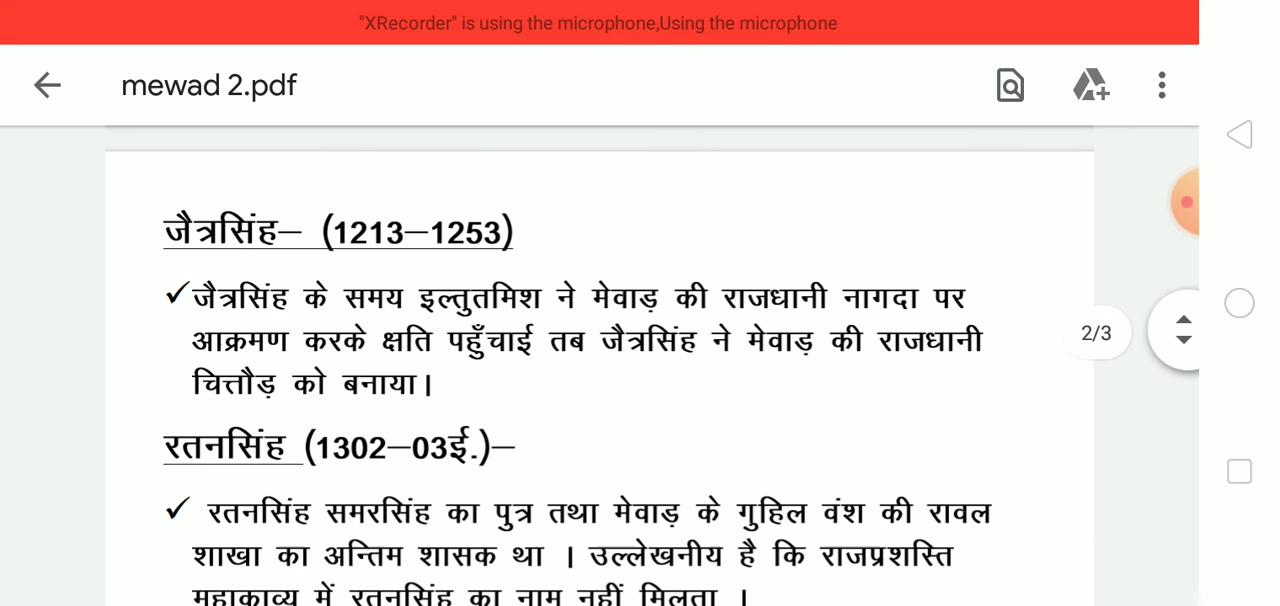 "XRecorder" is using the microphone,Using the microphone
mewad 2.pdf
जैत्रसिंह– (1213–1253)
✓जैत्रसिंह के समय इल्तुतमिश ने मेवाड़ की राजधानी नागदा पर
आक्रमण करके क्षति पहुँचाई तब जैत्रसिंह ने मेवाड़ की राजधानी
चित्तौड़ को बनाया।
2/3
रतनसिंह (1302–03ई.)–
✓ रतनसिंह समरसिंह का पुत्र तथा मेवाड़ के गुहिल वंश की रावल
शाखा का अन्तिम शासक था । उल्लेखनीय है कि राजप्रशस्ति
महाकाव्य में रतनसिंह का नाम नहीं मिलता ।